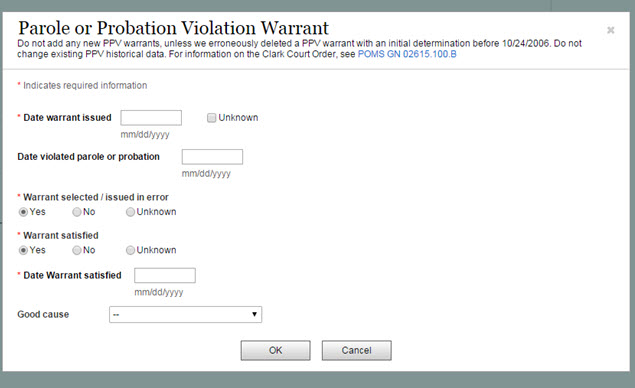 Parole or Probation Violation Warrant
Do not add any new PPV warrants, unless we erroneously deleted a PPV warrant with an initial determination before 10/24/2006. Do not
change existing PPV historical data. For information on the Clark Court Order, see POMS GN 02615.100.B
* Indicates required information
* Date warrant issued Unknown
mm/dd/yyyy
Date violated parole or probation
mm/dd/yyyy
* Warrant selected / issued in error
Yes No Unknown
* Warrant satisfied
Yes No Unknown
* Date Warrant satisfied
mm/dd/yyyy
Good cause --
OK Cancel